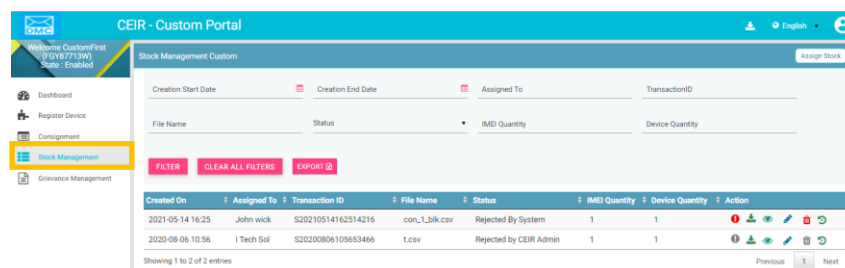 DMC
CEIR - Custom Portal
English
Welcome CustomFirst
(FGY87713W)
State : Enabled
Stock Management Custom
Assign Stock
Dashboard
Register Device
Consignment
Stock Management
Grievance Management
Creation Start Date Creation End Date Assigned To TransactionID
File Name Status IMEI Quantity Device Quantity
FILTER CLEAR ALL FILTERS EXPORT
Created On Assigned To Transaction ID File Name Status IMEI Quantity Device Quantity Action
2021-05-14 16:25 John wick S20210514162514216 con_1_blk.csv Rejected By System 1 1
2020-08-06 10:56 I Tech Sol S20200806105653466 t.csv Rejected by CEIR Admin 1 1
Showing 1 to 2 of 2 entries
Previous 1 Next